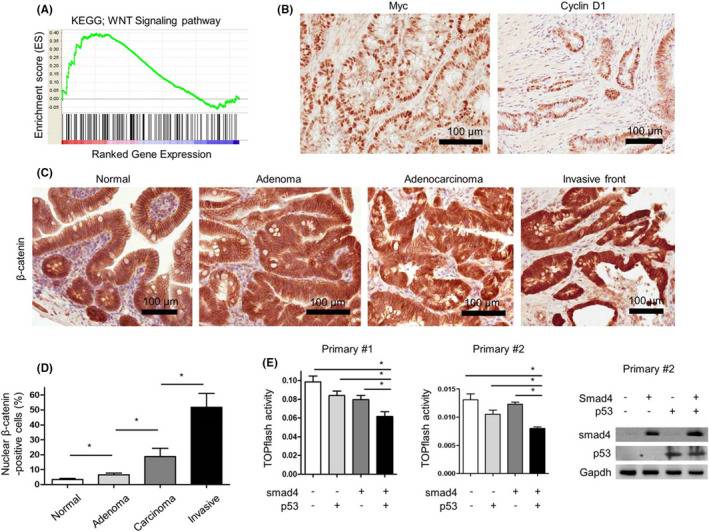 (A)
KEGG; WNT Signaling pathway
Enrichment score (ES)
0.40
0.35
0.30
0.25
0.20
0.15
0.10
0.05
0.00
-0.05
Ranked Gene Expression
(B)
Myc
Cyclin D1
100 μm
100 μm
(C)
Normal
Adenoma
Adenocarcinoma
Invasive front
β-catenin
100 μm
100 μm
100 μm
100 μm
(D)
Nuclear β-catenin
-positive cells (%)
60
50
40
30
20
10
0
*
*
*
Normal
Adenoma
Carcinoma
Invasive
(E)
Primary #1
TOPflash activity
0.10
0.08
0.06
0.04
0.02
0.00
*
*
*
smad4 - - + +
p53 - + - +
Primary #2
TOPflash activity
0.015
0.010
0.005
0.000
*
*
*
- - + +
- + - +
Primary #2
Smad4 - + - +
p53 - - + +
smad4
p53
Gapdh